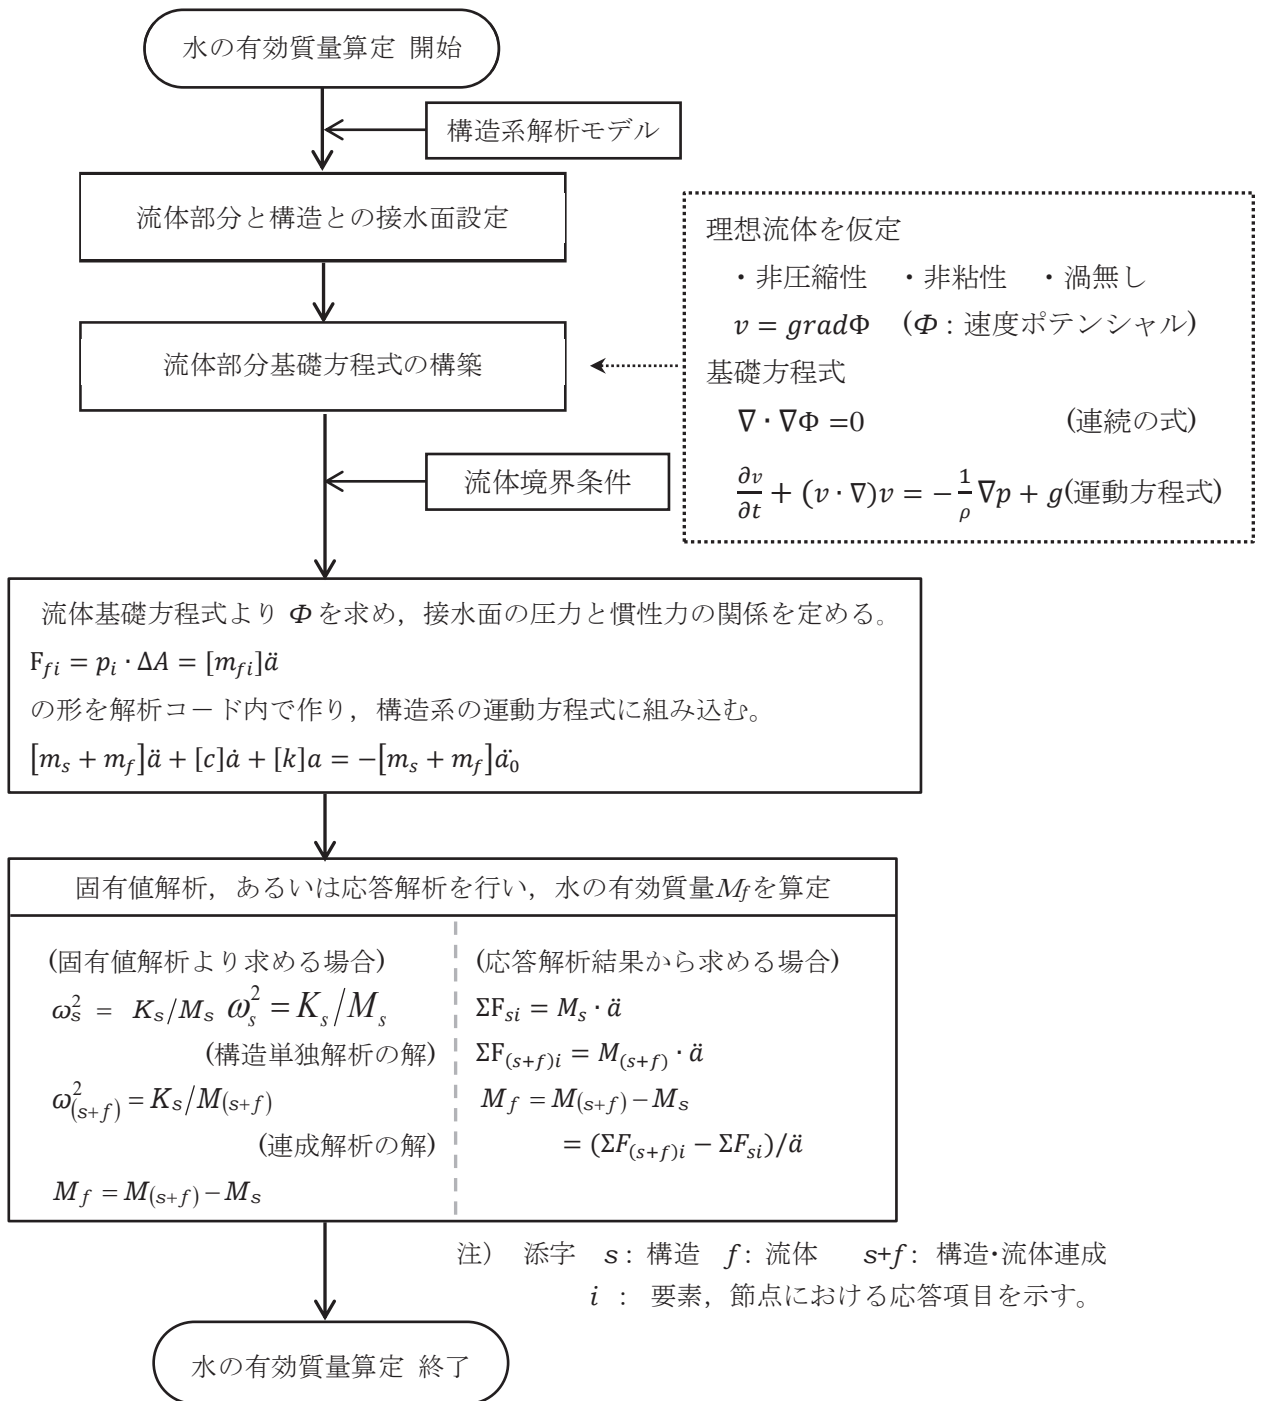 水の有効質量算定 開始
構造系解析モデル
流体部分と構造との接水面設定
流体部分基礎方程式の構築
理想流体を仮定
・非圧縮性 ・非粘性 ・渦無し
v = gradΦ (Φ : 速度ポテンシャル)
基礎方程式
∇・∇Φ =0 (連続の式)
∂v/∂t + (v・∇)v = −1/ρ ∇p + g(運動方程式)
流体境界条件
流体基礎方程式より Φ を求め，接水面の圧力と慣性力の関係を定める。
F_{fi} = p_i・ΔA = [m_{fi}]ä
の形を解析コード内で作り，構造系の運動方程式に組み込む。
[m_s + m_f]ä + [c]ȧ + [k]a = −[m_s + m_f]ä_0
固有値解析，あるいは応答解析を行い，水の有効質量M_fを算定
(固有値解析より求める場合)
ω_s^2 = K_s/M_s ω_s^2 = K_s/M_s
(構造単独解析の解)
ω_{(s+f)}^2 = K_s/M_{(s+f)}
(連成解析の解)
M_f = M_{(s+f)} − M_s
(応答解析結果から求める場合)
ΣF_{si} = M_s・ä
ΣF_{(s+f)i} = M_{(s+f)}・ä
M_f = M_{(s+f)} − M_s
= (ΣF_{(s+f)i} − ΣF_{si})/ä
注） 添字 s : 構造 f : 流体 s+f : 構造・流体連成
i : 要素，節点における応答項目を示す。
水の有効質量算定 終了